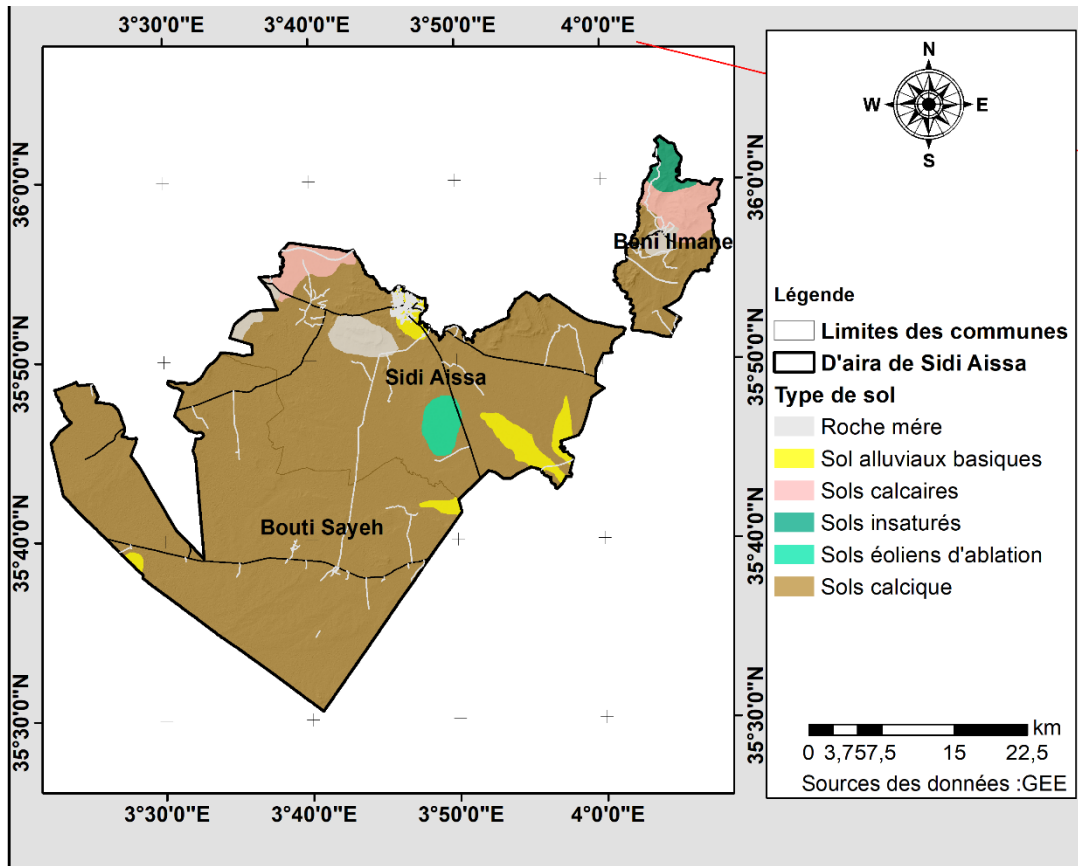 3°30'0"E 3°40'0"E 3°50'0"E 4°0'0"E
N
W E
S
36°0'0"N 36°0'0"N
Beni Ilmane
35°50'0"N 35°50'0"N
Sidi Aissa
35°40'0"N 35°40'0"N
Bouti Sayeh
35°30'0"N 35°30'0"N
3°30'0"E 3°40'0"E 3°50'0"E 4°0'0"E
Légende
Limites des communes
D'aira de Sidi Aissa
Type de sol
Roche mére
Sol alluviaux basiques
Sols calcaires
Sols insaturés
Sols éoliens d'ablation
Sols calcique
km
0 3,757,5 15 22,5
Sources des données :GEE